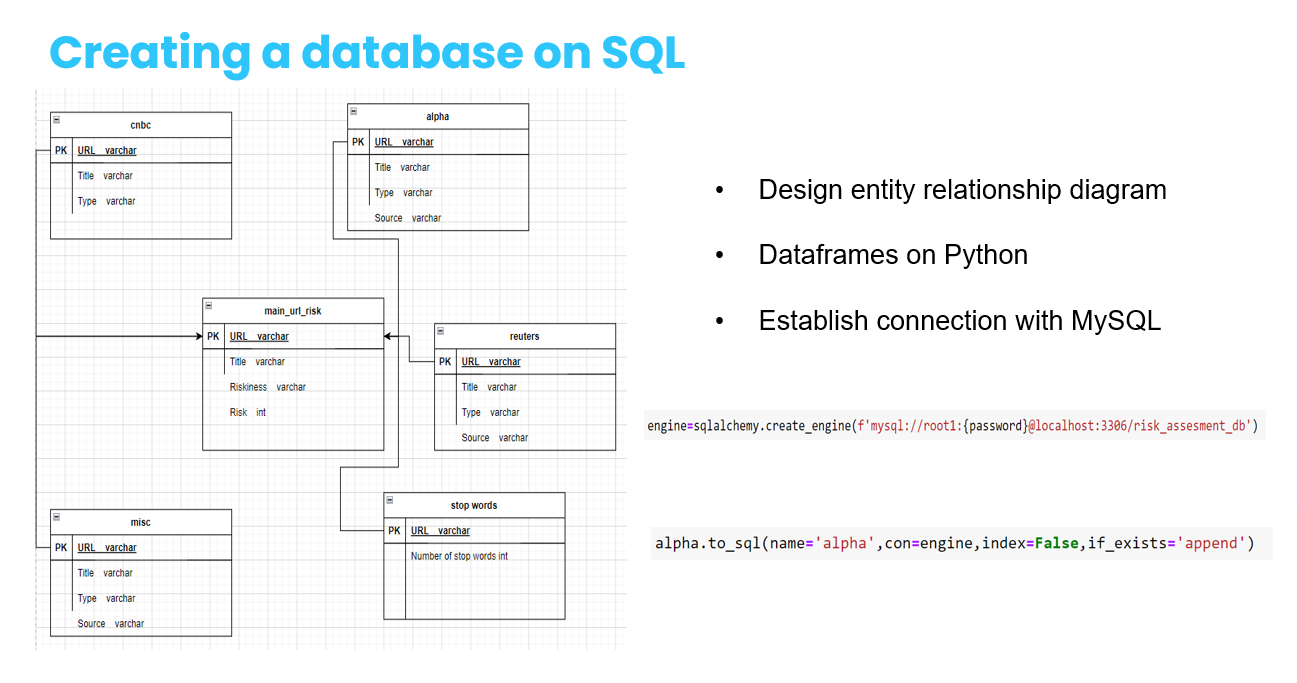 Creating a database on SQL
cnbc
PK URL varchar
Title varchar
Type varchar
alpha
PK URL varchar
Title varchar
Type varchar
Source varchar
main_url_risk
PK URL varchar
Title varchar
Riskiness varchar
Risk int
reuters
PK URL varchar
Title varchar
Type varchar
Source varchar
misc
PK URL varchar
Title varchar
Type varchar
Source varchar
stop words
PK URL varchar
Number of stop words int
• Design entity relationship diagram
• Dataframes on Python
• Establish connection with MySQL
engine=sqlalchemy.create_engine(f'mysql://root1:{password}@localhost:3306/risk_assesment_db')
alpha.to_sql(name='alpha',con=engine,index=False,if_exists='append')